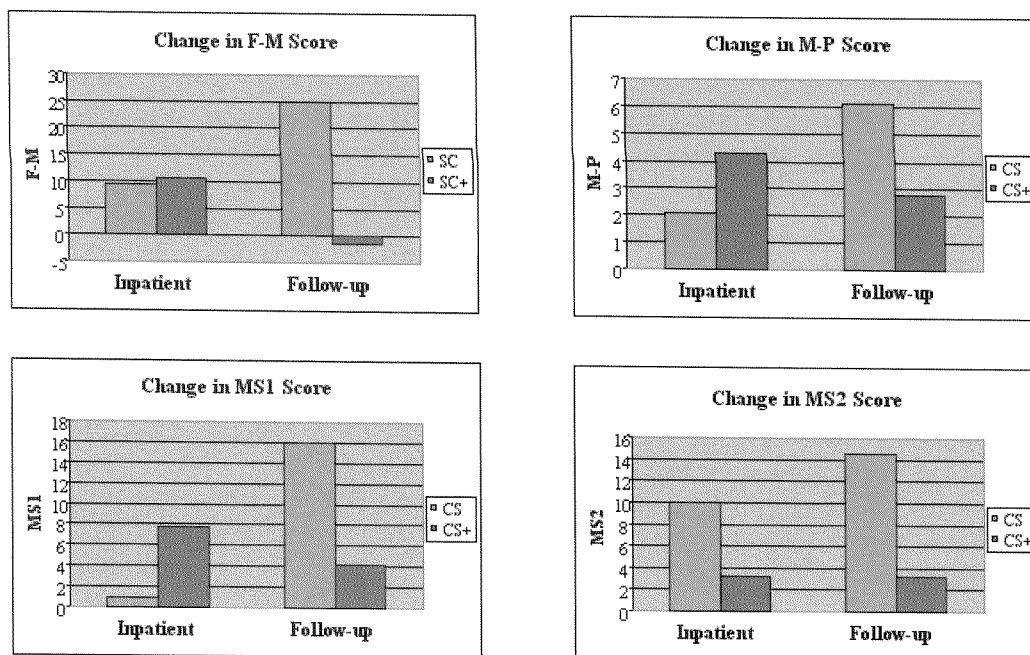 Change in F-M Score
30
25
20
15
10
5
0
-5
F-M
Inpatient
Follow-up
SC
SC+
Change in M-P Score
7
6
5
4
3
2
1
0
M-P
Inpatient
Follow-up
CS
CS+
Change in MS1 Score
18
16
14
12
10
8
6
4
2
0
MS1
Inpatient
Follow-up
CS
CS+
Change in MS2 Score
16
14
12
10
8
6
4
2
0
MS2
Inpatient
Follow-up
CS
CS+